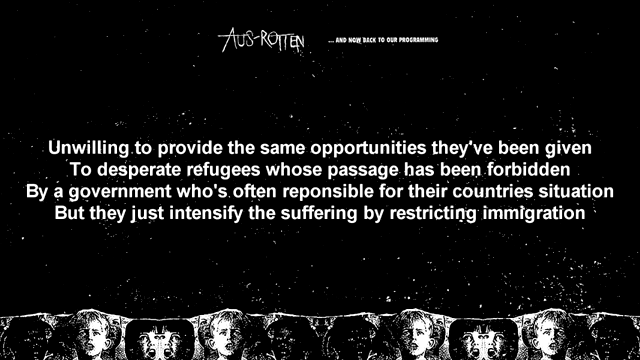 AUS-ROTTEN
... AND NOW BACK TO OUR PROGRAMMING
Unwilling to provide the same opportunities they've been given
To desperate refugees whose passage has been forbidden
By a government who's often reponsible for their countries situation
But they just intensify the suffering by restricting immigration